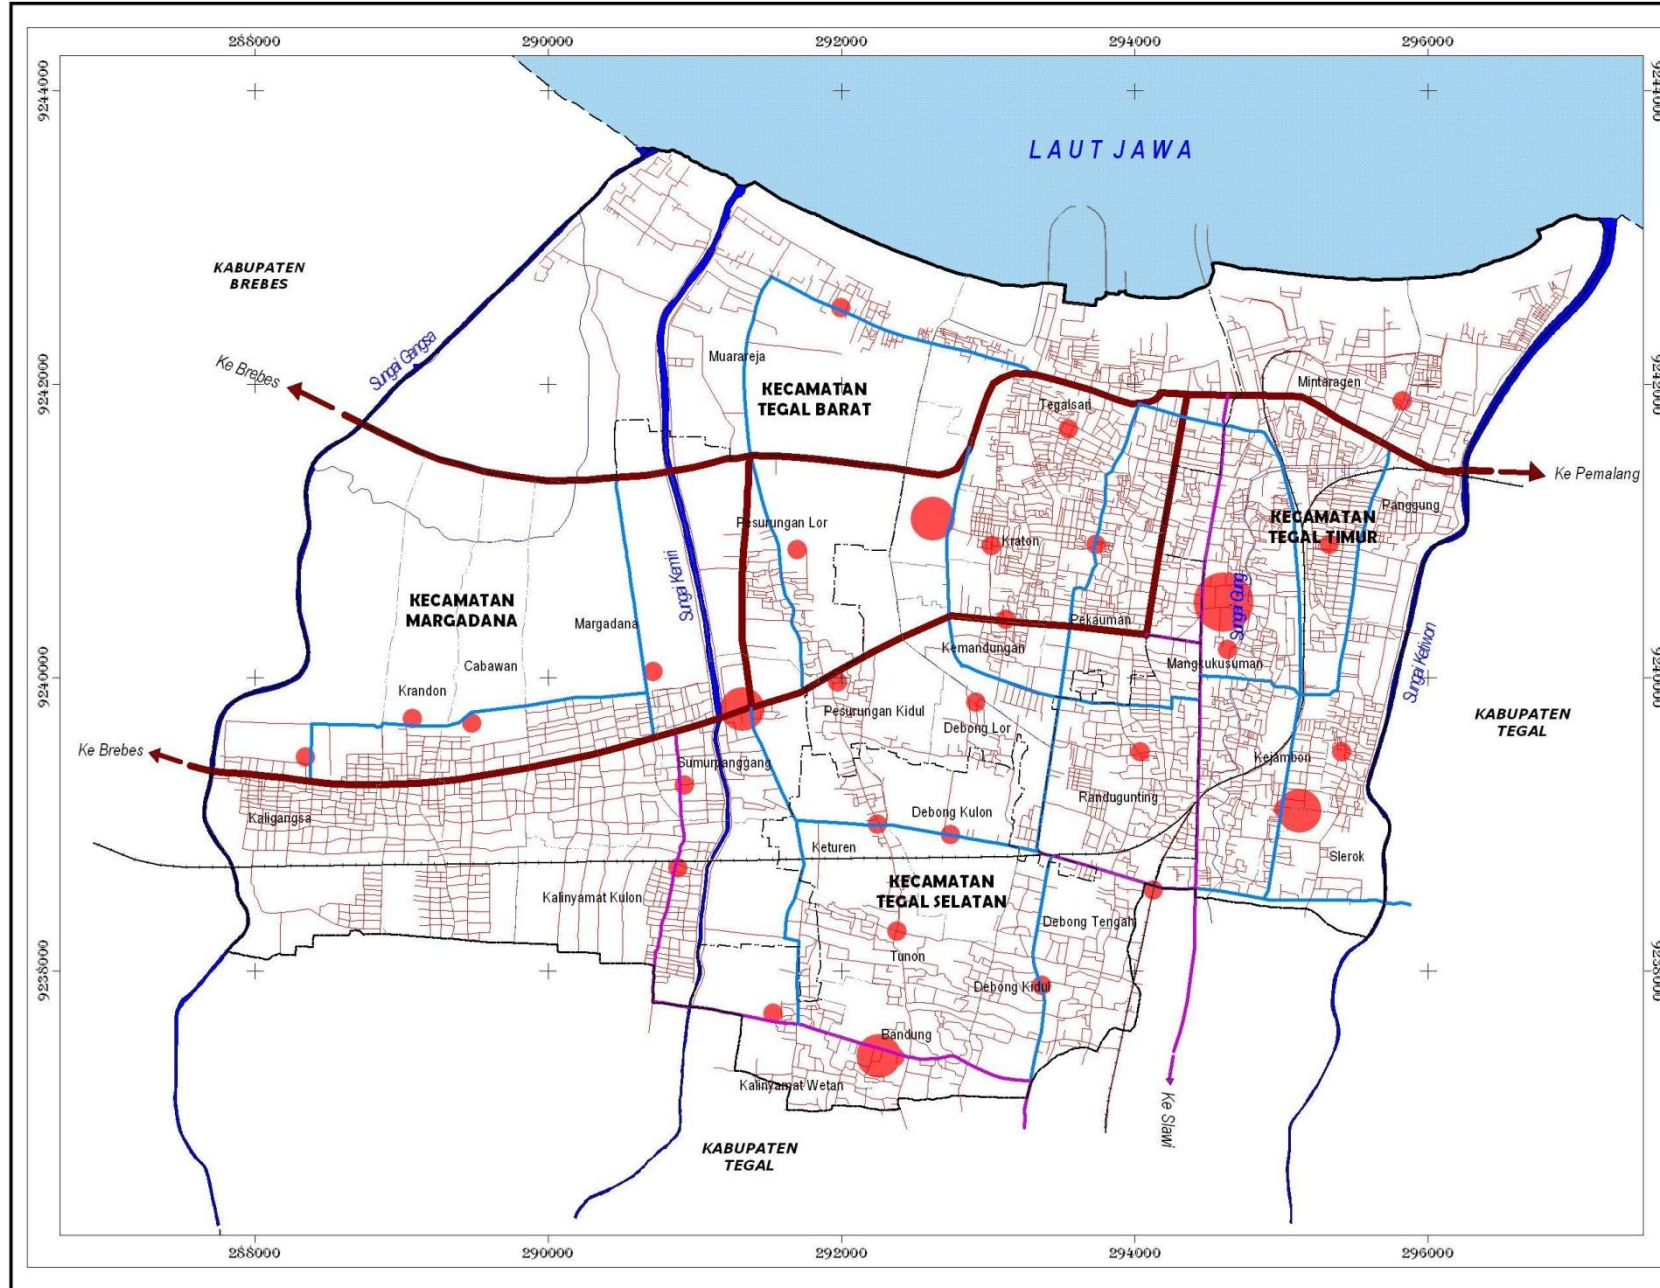 288000
290000
292000
294000
296000
9244000
9244000
LAUT JAWA
KABUPATEN
BREBES
Sungai Gangsa
Ke Brebes
Muarareja
KECAMATAN
TEGAL BARAT
Tegalsari
Mintaragen
9242000
9242000
Ke Pemalang
Panggung
KECAMATAN
TEGAL TIMUR
Pesurungan Lor
Kraton
Sungai Kemiri
Sungai Gung
KECAMATAN
MARGADANA
Margadana
Pekauman
Kemandungan
Mangkukusuman
Cabawan
Krandon
Sungai Ketiwon
9240000
9240000
Pesurungan Kidul
Debong Lor
KABUPATEN
TEGAL
Ke Brebes
Sumurpanggang
Kejambon
Kaligangsa
Debong Kulon
Randugunting
Keturen
Slerok
KECAMATAN
TEGAL SELATAN
Kalinyamat Kulon
Debong Tengah
Tunon
9238000
9238000
Debong Kidul
Bandung
Kalinyamat Wetan
Ke Slawi
KABUPATEN
TEGAL
288000
290000
292000
294000
296000